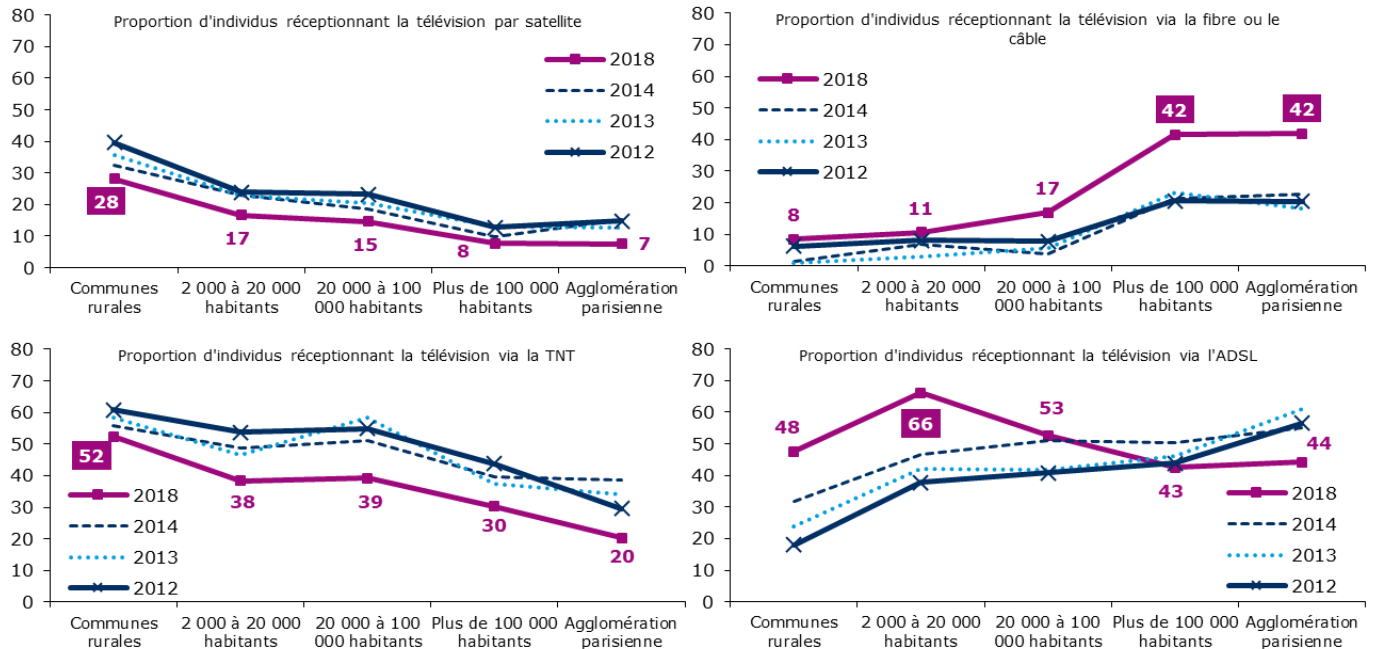 Proportion d'individus réceptionnant la télévision par satellite
80
70
60
50
40
30
20
10
0
2018
2014
2013
2012
28
17
15
8
7
Communes
rurales
2 000 à 20 000
habitants
20 000 à 100
000 habitants
Plus de 100 000
habitants
Agglomération
parisienne
Proportion d'individus réceptionnant la télévision via la fibre ou le
câble
80
70
60
50
40
30
20
10
0
2018
2014
2013
2012
8
11
17
42
42
Communes
rurales
2 000 à 20 000
habitants
20 000 à 100
000 habitants
Plus de 100 000
habitants
Agglomération
parisienne
Proportion d'individus réceptionnant la télévision via la TNT
80
70
60
50
40
30
20
10
0
52
38
39
30
20
2018
2014
2013
2012
Communes
rurales
2 000 à 20 000
habitants
20 000 à 100
000 habitants
Plus de 100 000
habitants
Agglomération
parisienne
Proportion d'individus réceptionnant la télévision via l'ADSL
80
70
60
50
40
30
20
10
0
48
66
53
43
44
2018
2014
2013
2012
Communes
rurales
2 000 à 20 000
habitants
20 000 à 100
000 habitants
Plus de 100 000
habitants
Agglomération
parisienne